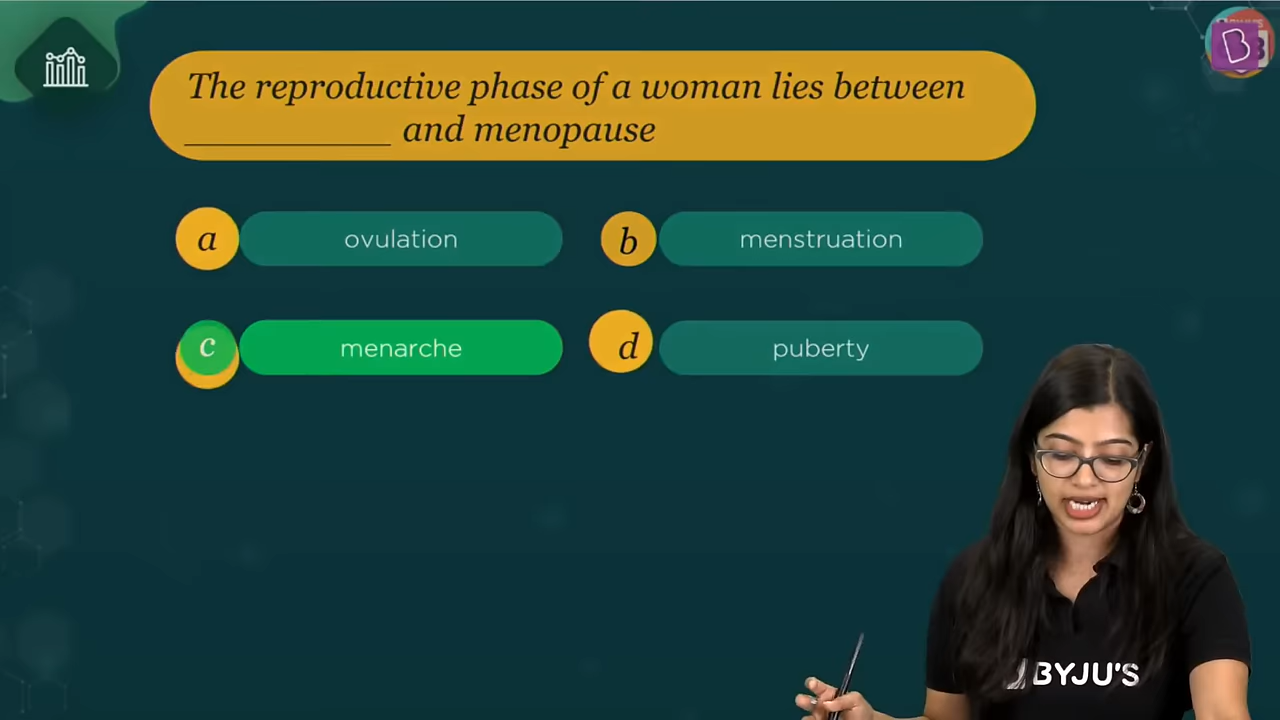 The reproductive phase of a woman lies between
__________ and menopause
a ovulation
b menstruation
c menarche
d puberty
BYJU'S